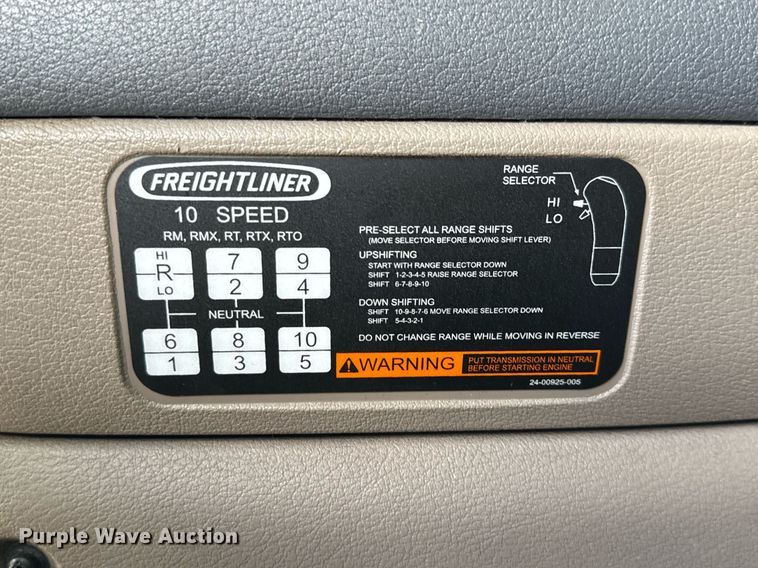 FREIGHTLINER
10 SPEED
RM, RMX, RT, RTX, RTO
HI
R
LO
7
2
9
4
NEUTRAL
6
1
8
3
10
5
RANGE
SELECTOR
HI
LO
PRE-SELECT ALL RANGE SHIFTS
(MOVE SELECTOR BEFORE MOVING SHIFT LEVER)
UPSHIFTING
START WITH RANGE SELECTOR DOWN
SHIFT 1-2-3-4-5 RAISE RANGE SELECTOR
SHIFT 6-7-8-9-10
DOWN SHIFTING
SHIFT 10-9-8-7-6 MOVE RANGE SELECTOR DOWN
SHIFT 5-4-3-2-1
DO NOT CHANGE RANGE WHILE MOVING IN REVERSE
WARNING
PUT TRANSMISSION IN NEUTRAL
BEFORE STARTING ENGINE
24-00925-005
Purple Wave Auction